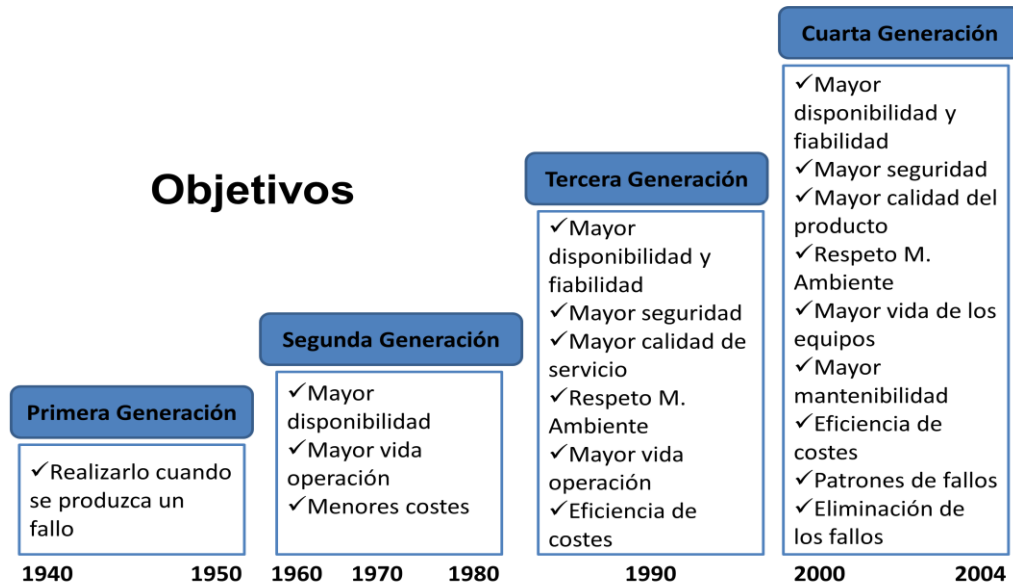 Objetivos
Primera Generación
✓Realizarlo cuando
se produzca un
fallo
Segunda Generación
✓Mayor
disponibilidad
✓Mayor vida
operación
✓Menores costes
Tercera Generación
✓Mayor
disponibilidad y
fiabilidad
✓Mayor seguridad
✓Mayor calidad de
servicio
✓Respeto M.
Ambiente
✓Mayor vida
operación
✓Eficiencia de
costes
Cuarta Generación
✓Mayor
disponibilidad y
fiabilidad
✓Mayor seguridad
✓Mayor calidad del
producto
✓Respeto M.
Ambiente
✓Mayor vida de los
equipos
✓Mayor
mantenibilidad
✓Eficiencia de
costes
✓Patrones de fallos
✓Eliminación de
los fallos
1940 1950 1960 1970 1980 1990 2000 2004